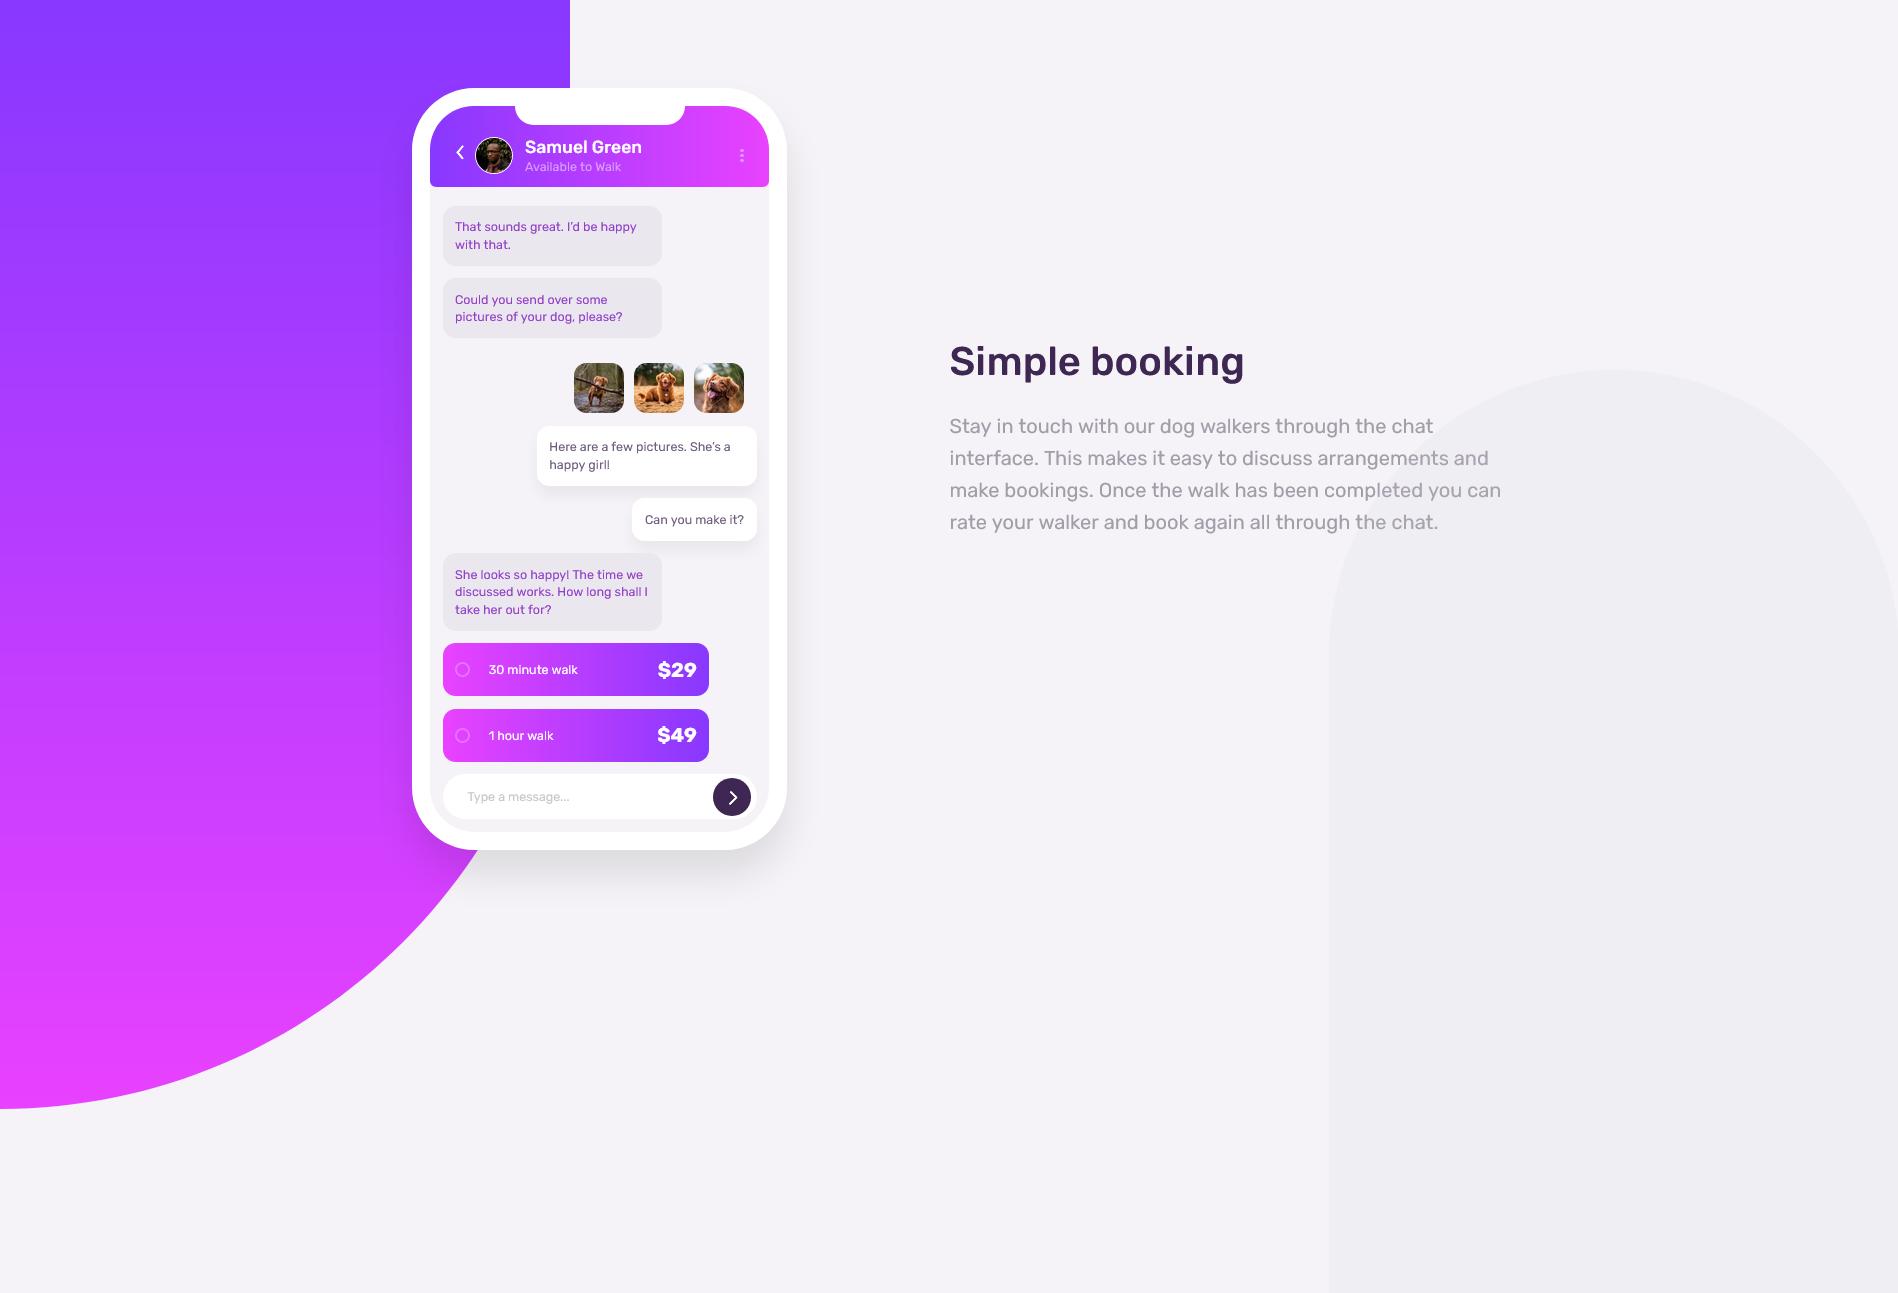 Samuel Green
Available to Walk
That sounds great. I’d be happy
with that.
Could you send over some
pictures of your dog, please?
Here are a few pictures. She’s a
happy girl!
Can you make it?
She looks so happy! The time we
discussed works. How long shall I
take her out for?
30 minute walk $29
1 hour walk $49
Type a message...
Simple booking
Stay in touch with our dog walkers through the chat
interface. This makes it easy to discuss arrangements and
make bookings. Once the walk has been completed you can
rate your walker and book again all through the chat.